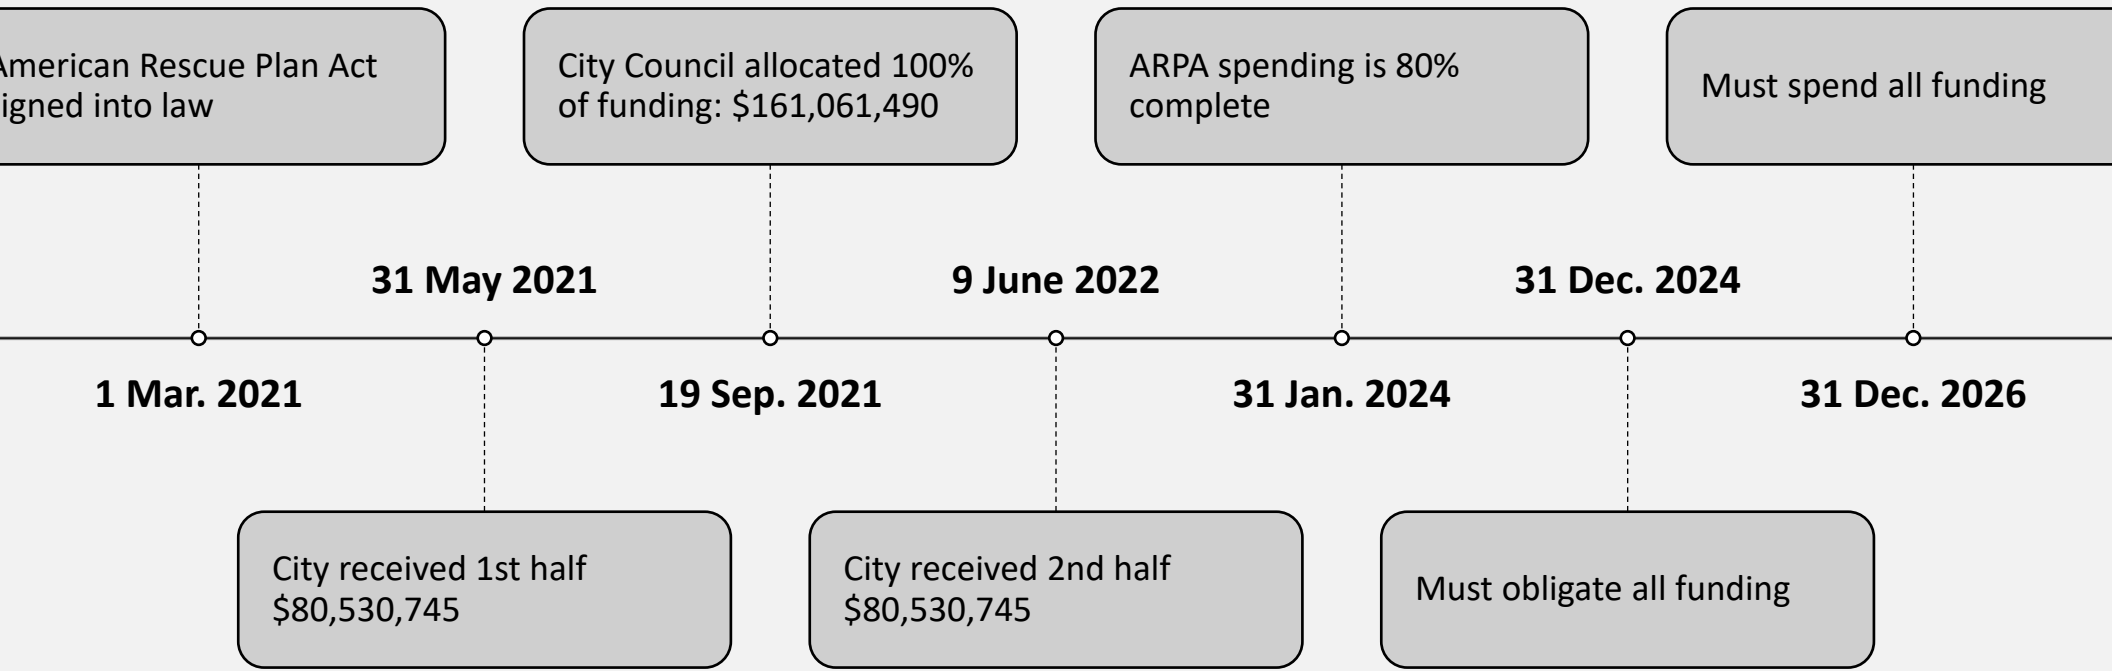 American Rescue Plan Act
igned into law
City Council allocated 100%
of funding: $161,061,490
ARPA spending is 80%
complete
Must spend all funding
31 May 2021
9 June 2022
31 Dec. 2024
1 Mar. 2021
19 Sep. 2021
31 Jan. 2024
31 Dec. 2026
City received 1st half
$80,530,745
City received 2nd half
$80,530,745
Must obligate all funding